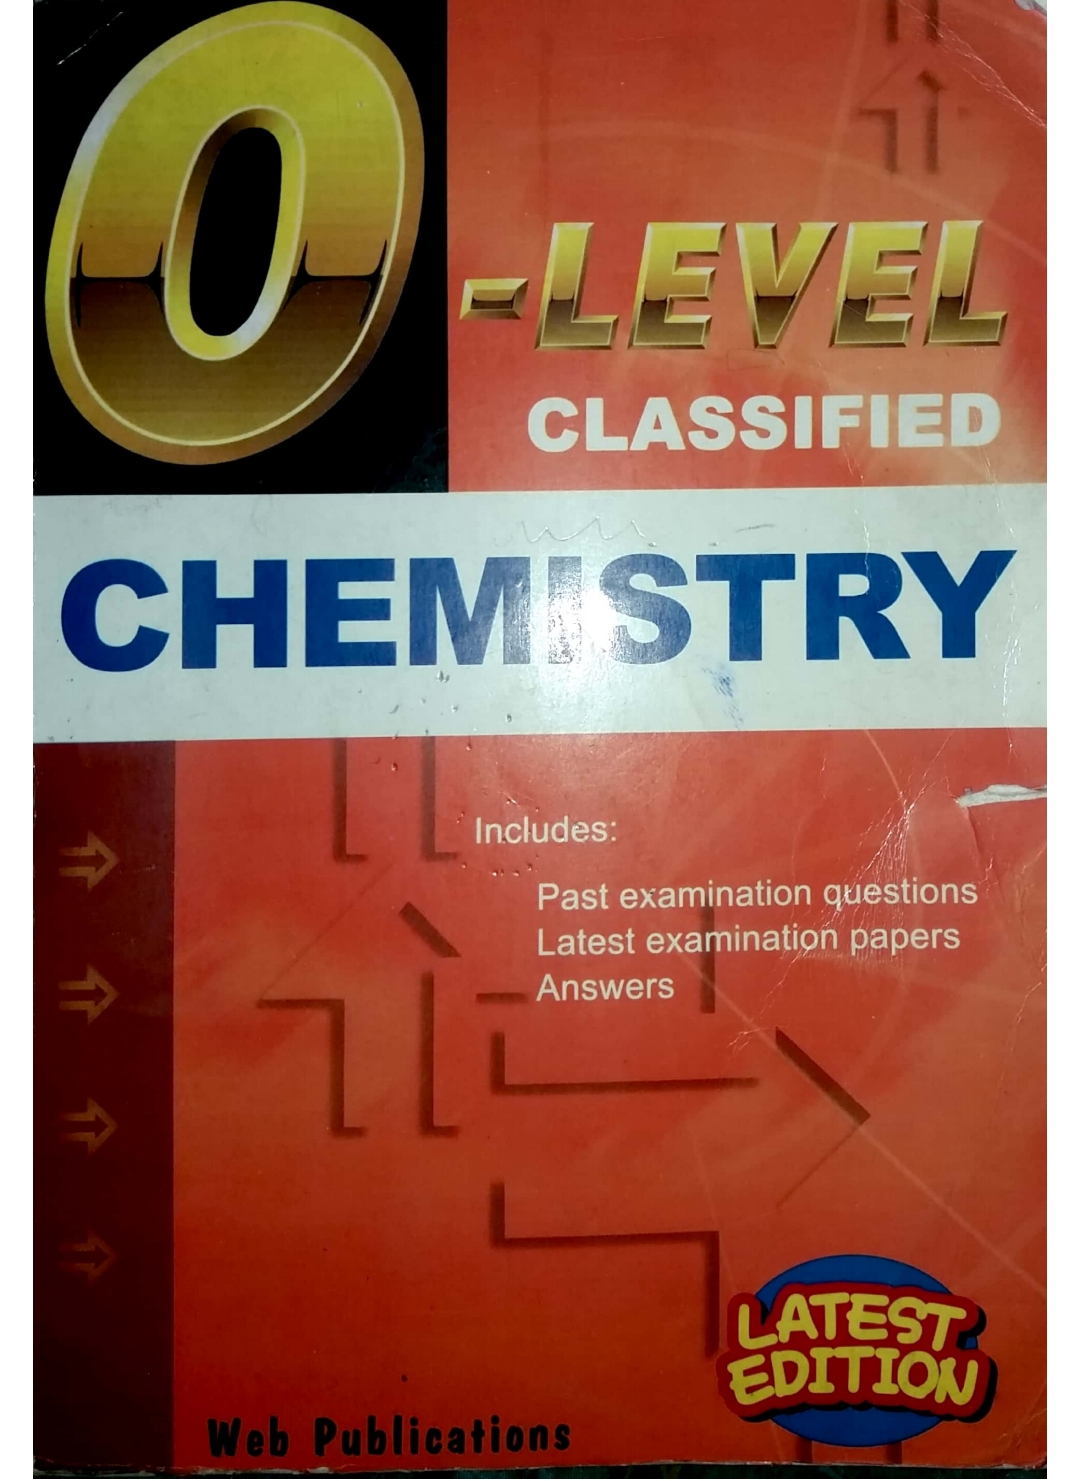 O-LEVEL
CLASSIFIED
CHEMISTRY
Includes:
Past examination questions
Latest examination papers
Answers
LATEST
EDITION
Web Publications